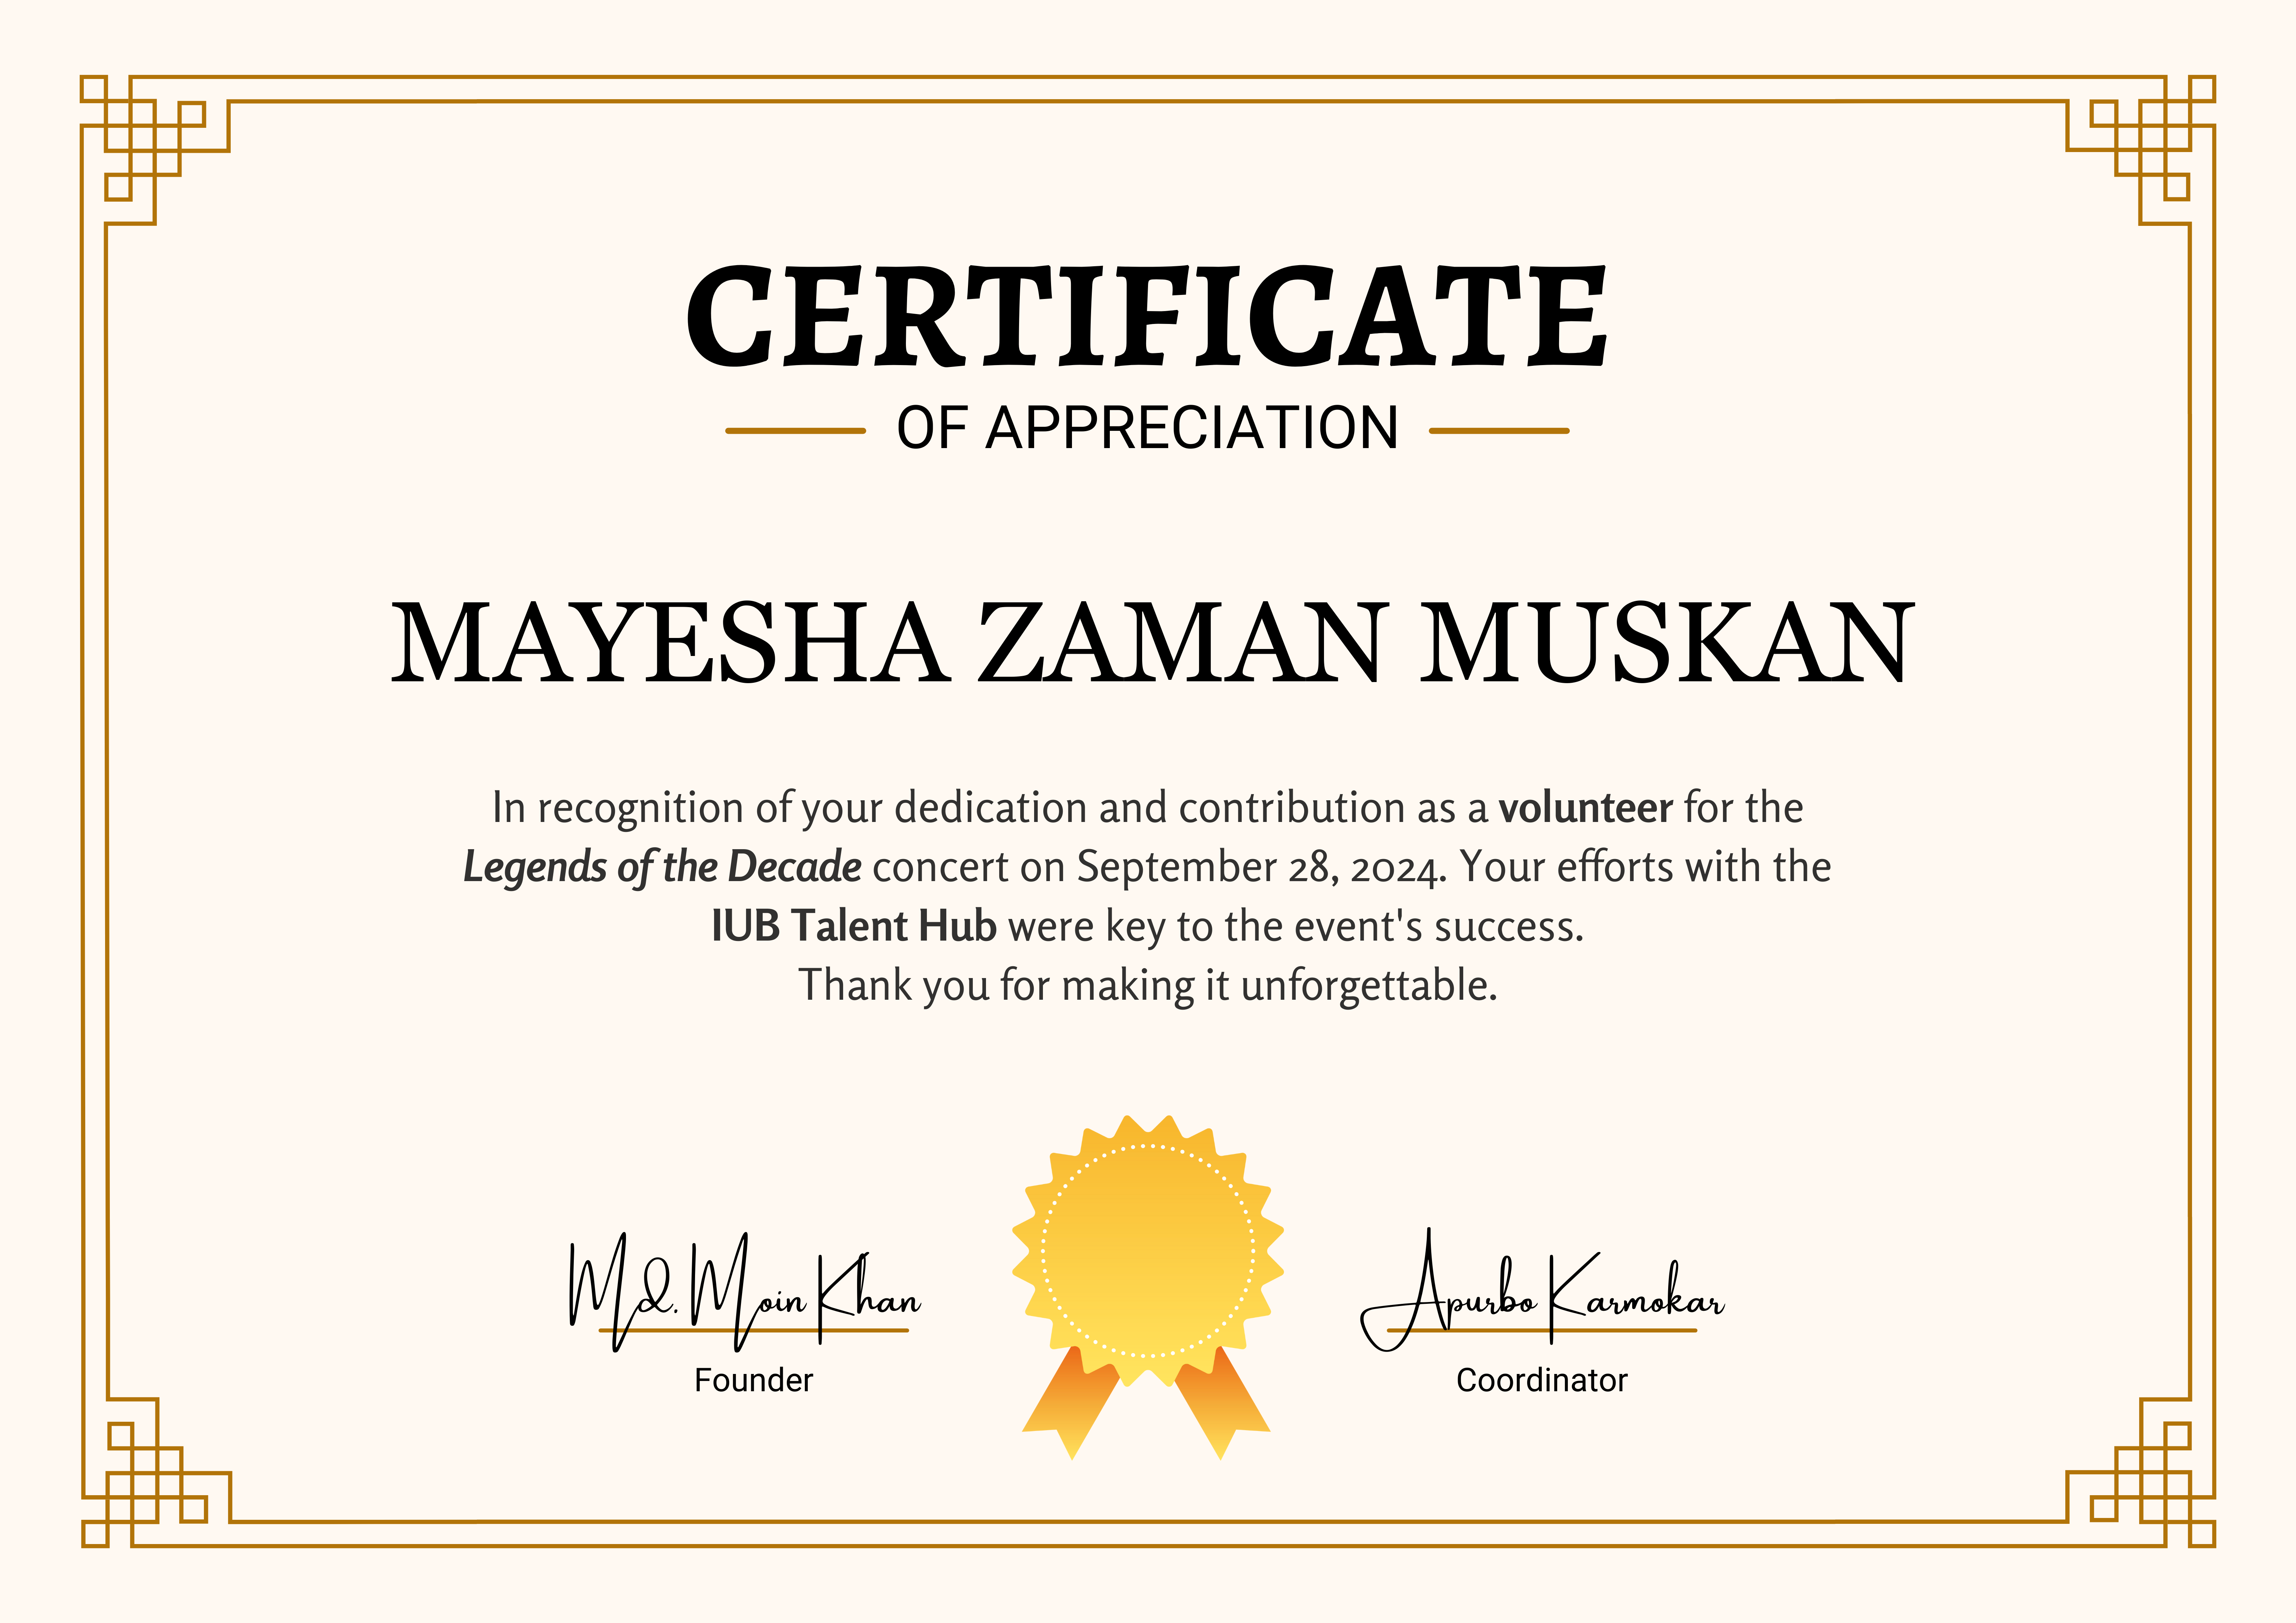 CERTIFICATE
OF APPRECIATION
MAYESHA ZAMAN MUSKAN
In recognition of your dedication and contribution as a volunteer for the
Legends of the Decade concert on September 28, 2024. Your efforts with the
IUB Talent Hub were key to the event's success.
Thank you for making it unforgettable.
Md. Moin Khan
Founder
Apurbo Karmokar
Coordinator